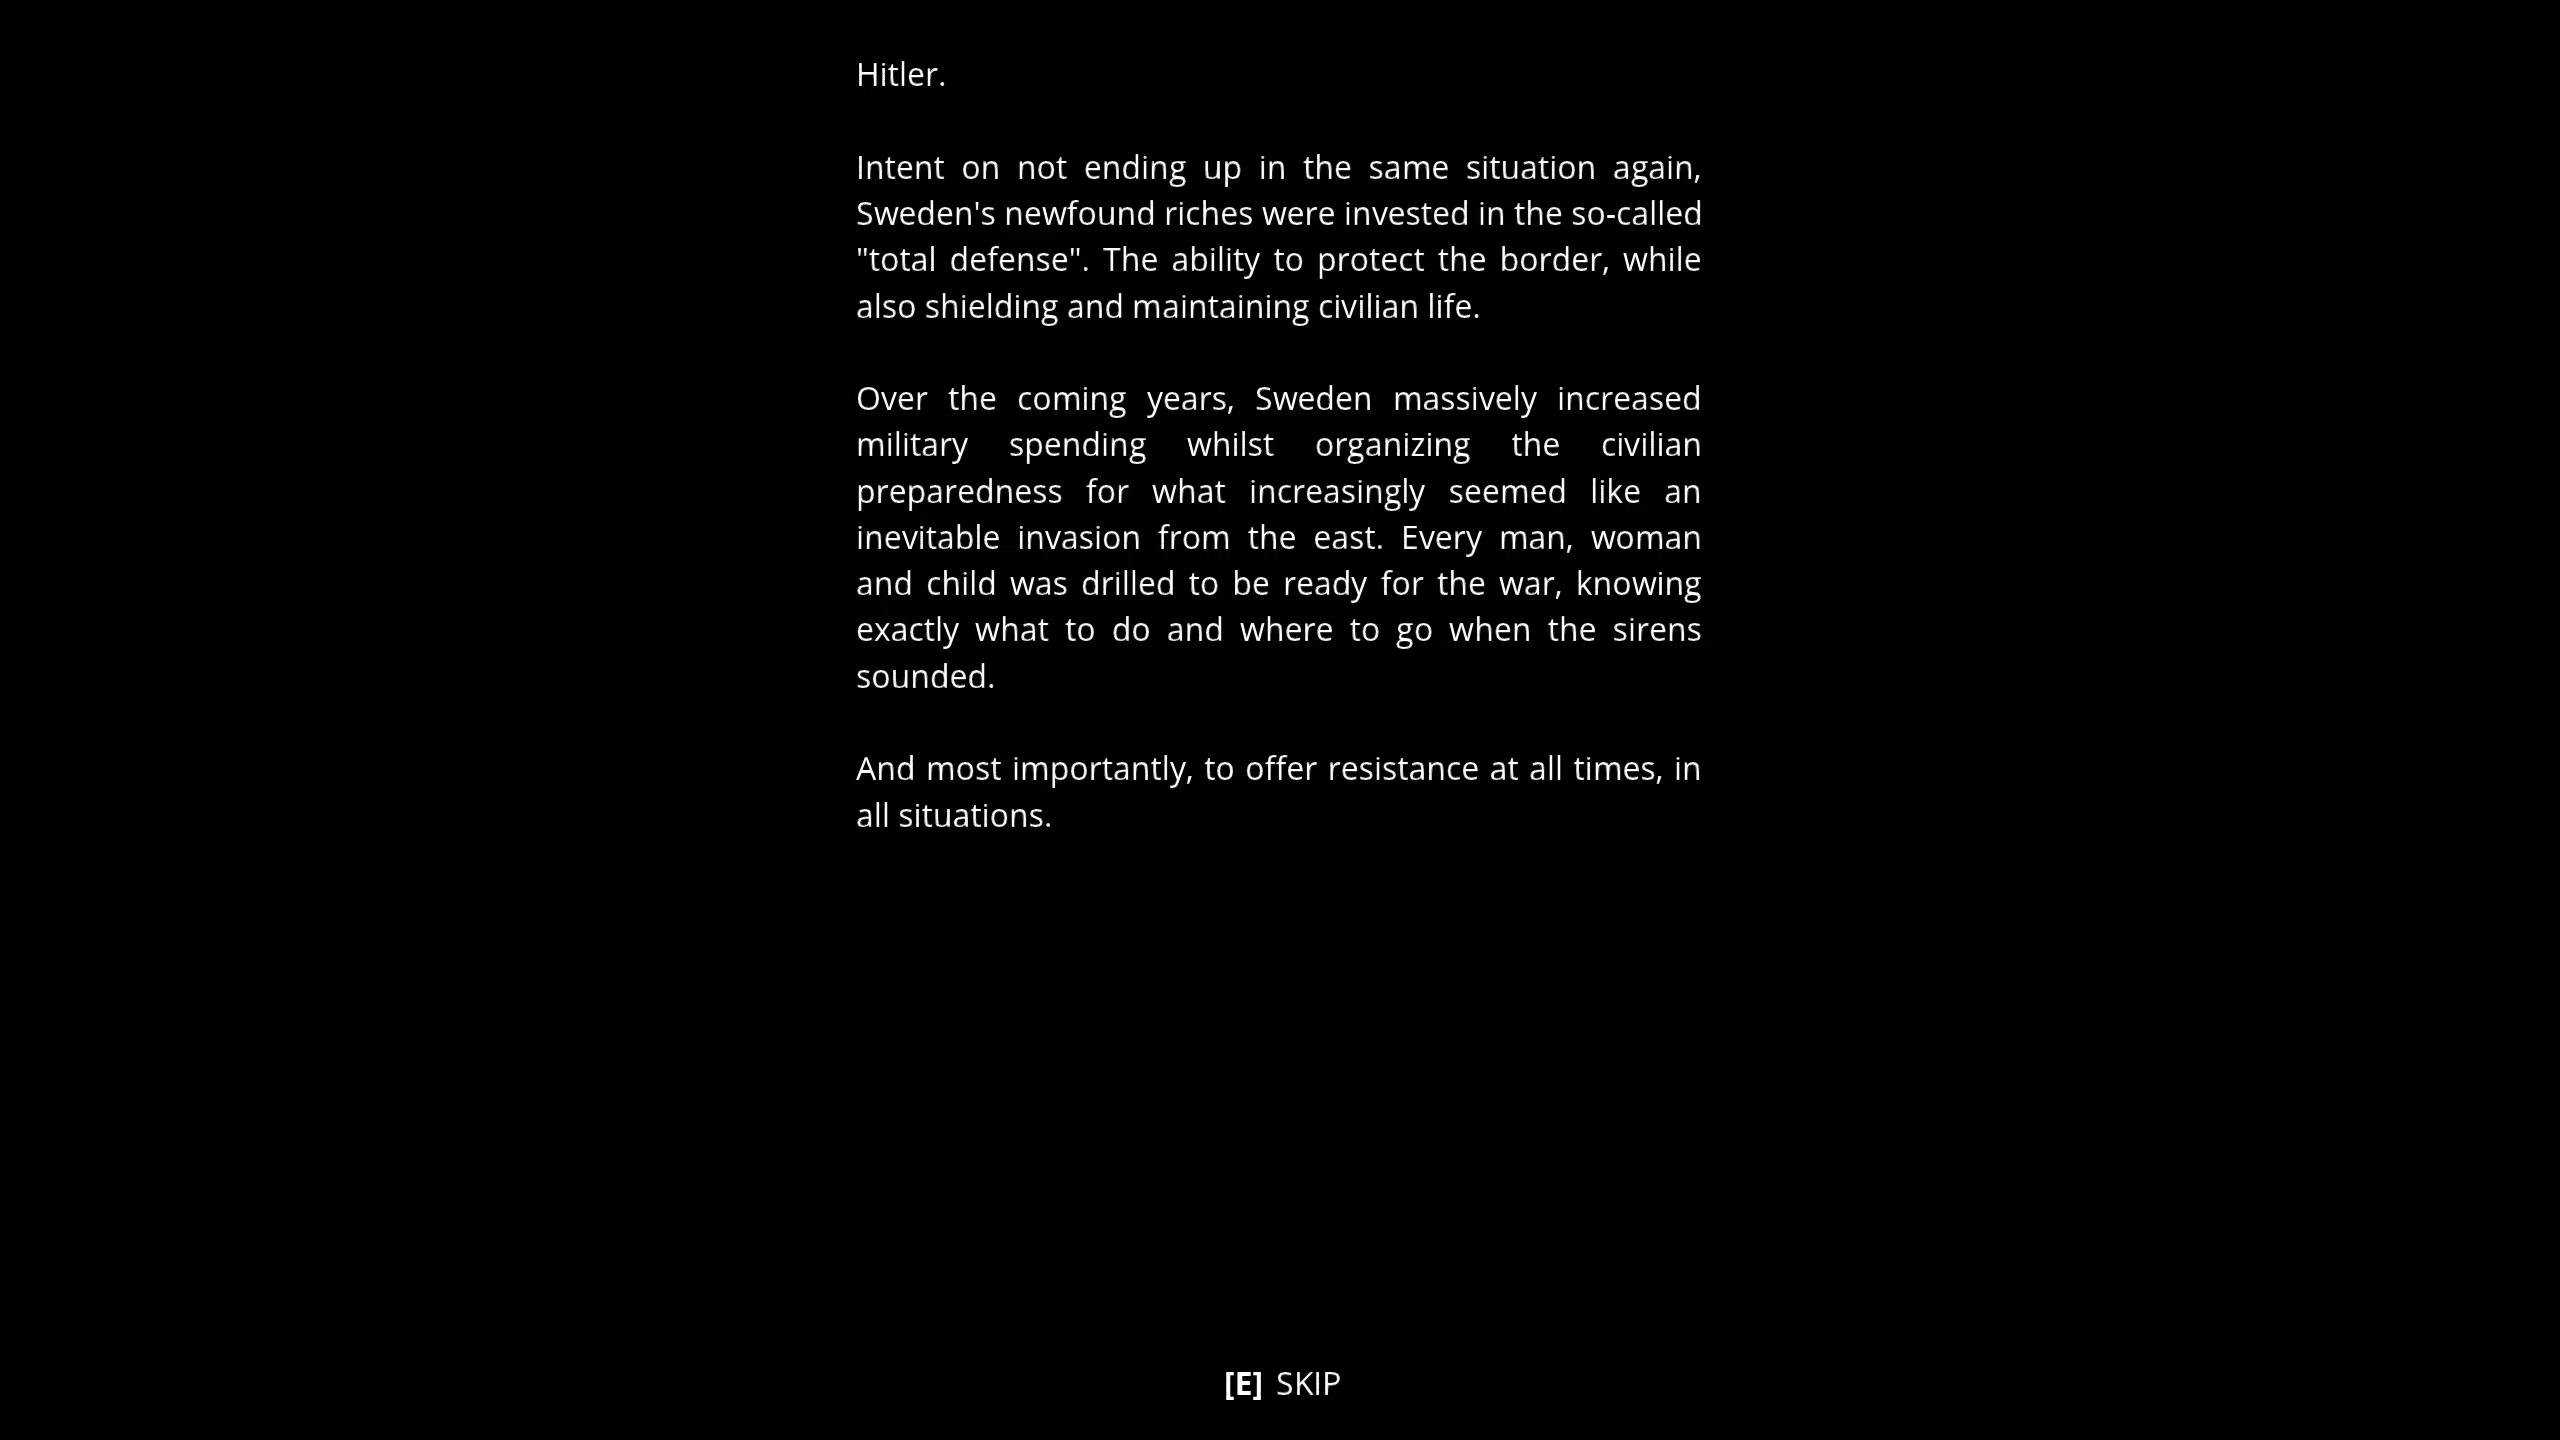 Hitler.
Intent on not ending up in the same situation again,
Sweden's newfound riches were invested in the so-called
"total defense". The ability to protect the border, while
also shielding and maintaining civilian life.
Over the coming years, Sweden massively increased
military spending whilst organizing the civilian
preparedness for what increasingly seemed like an
inevitable invasion from the east. Every man, woman
and child was drilled to be ready for the war, knowing
exactly what to do and where to go when the sirens
sounded.
And most importantly, to offer resistance at all times, in
all situations.
[E] SKIP